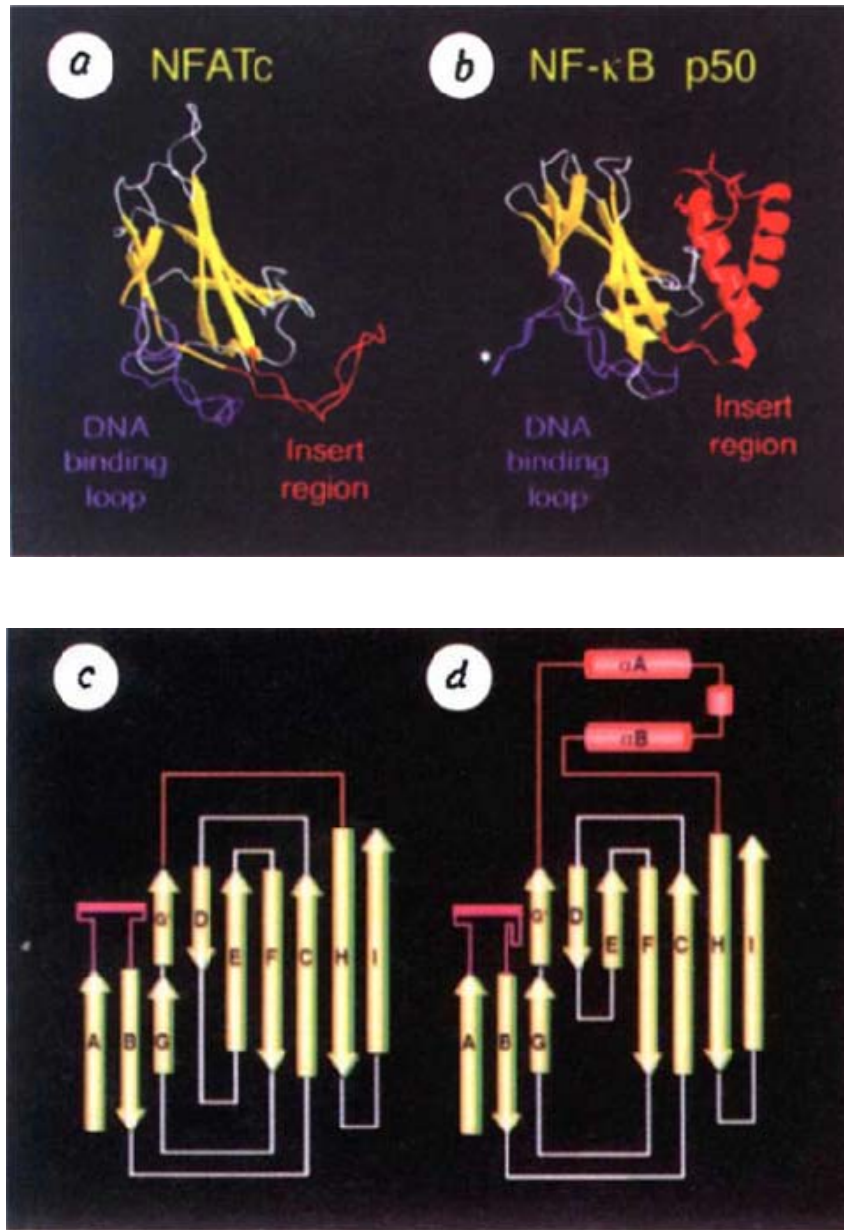 a NFATc
b NF-κB p50
DNA
binding
loop
Insert
region
DNA
binding
loop
Insert
region
c
d
αA
αB
A
B
G'
G
D
E
F
C
H
I
A
B
G'
G
D
E
F
C
H
I